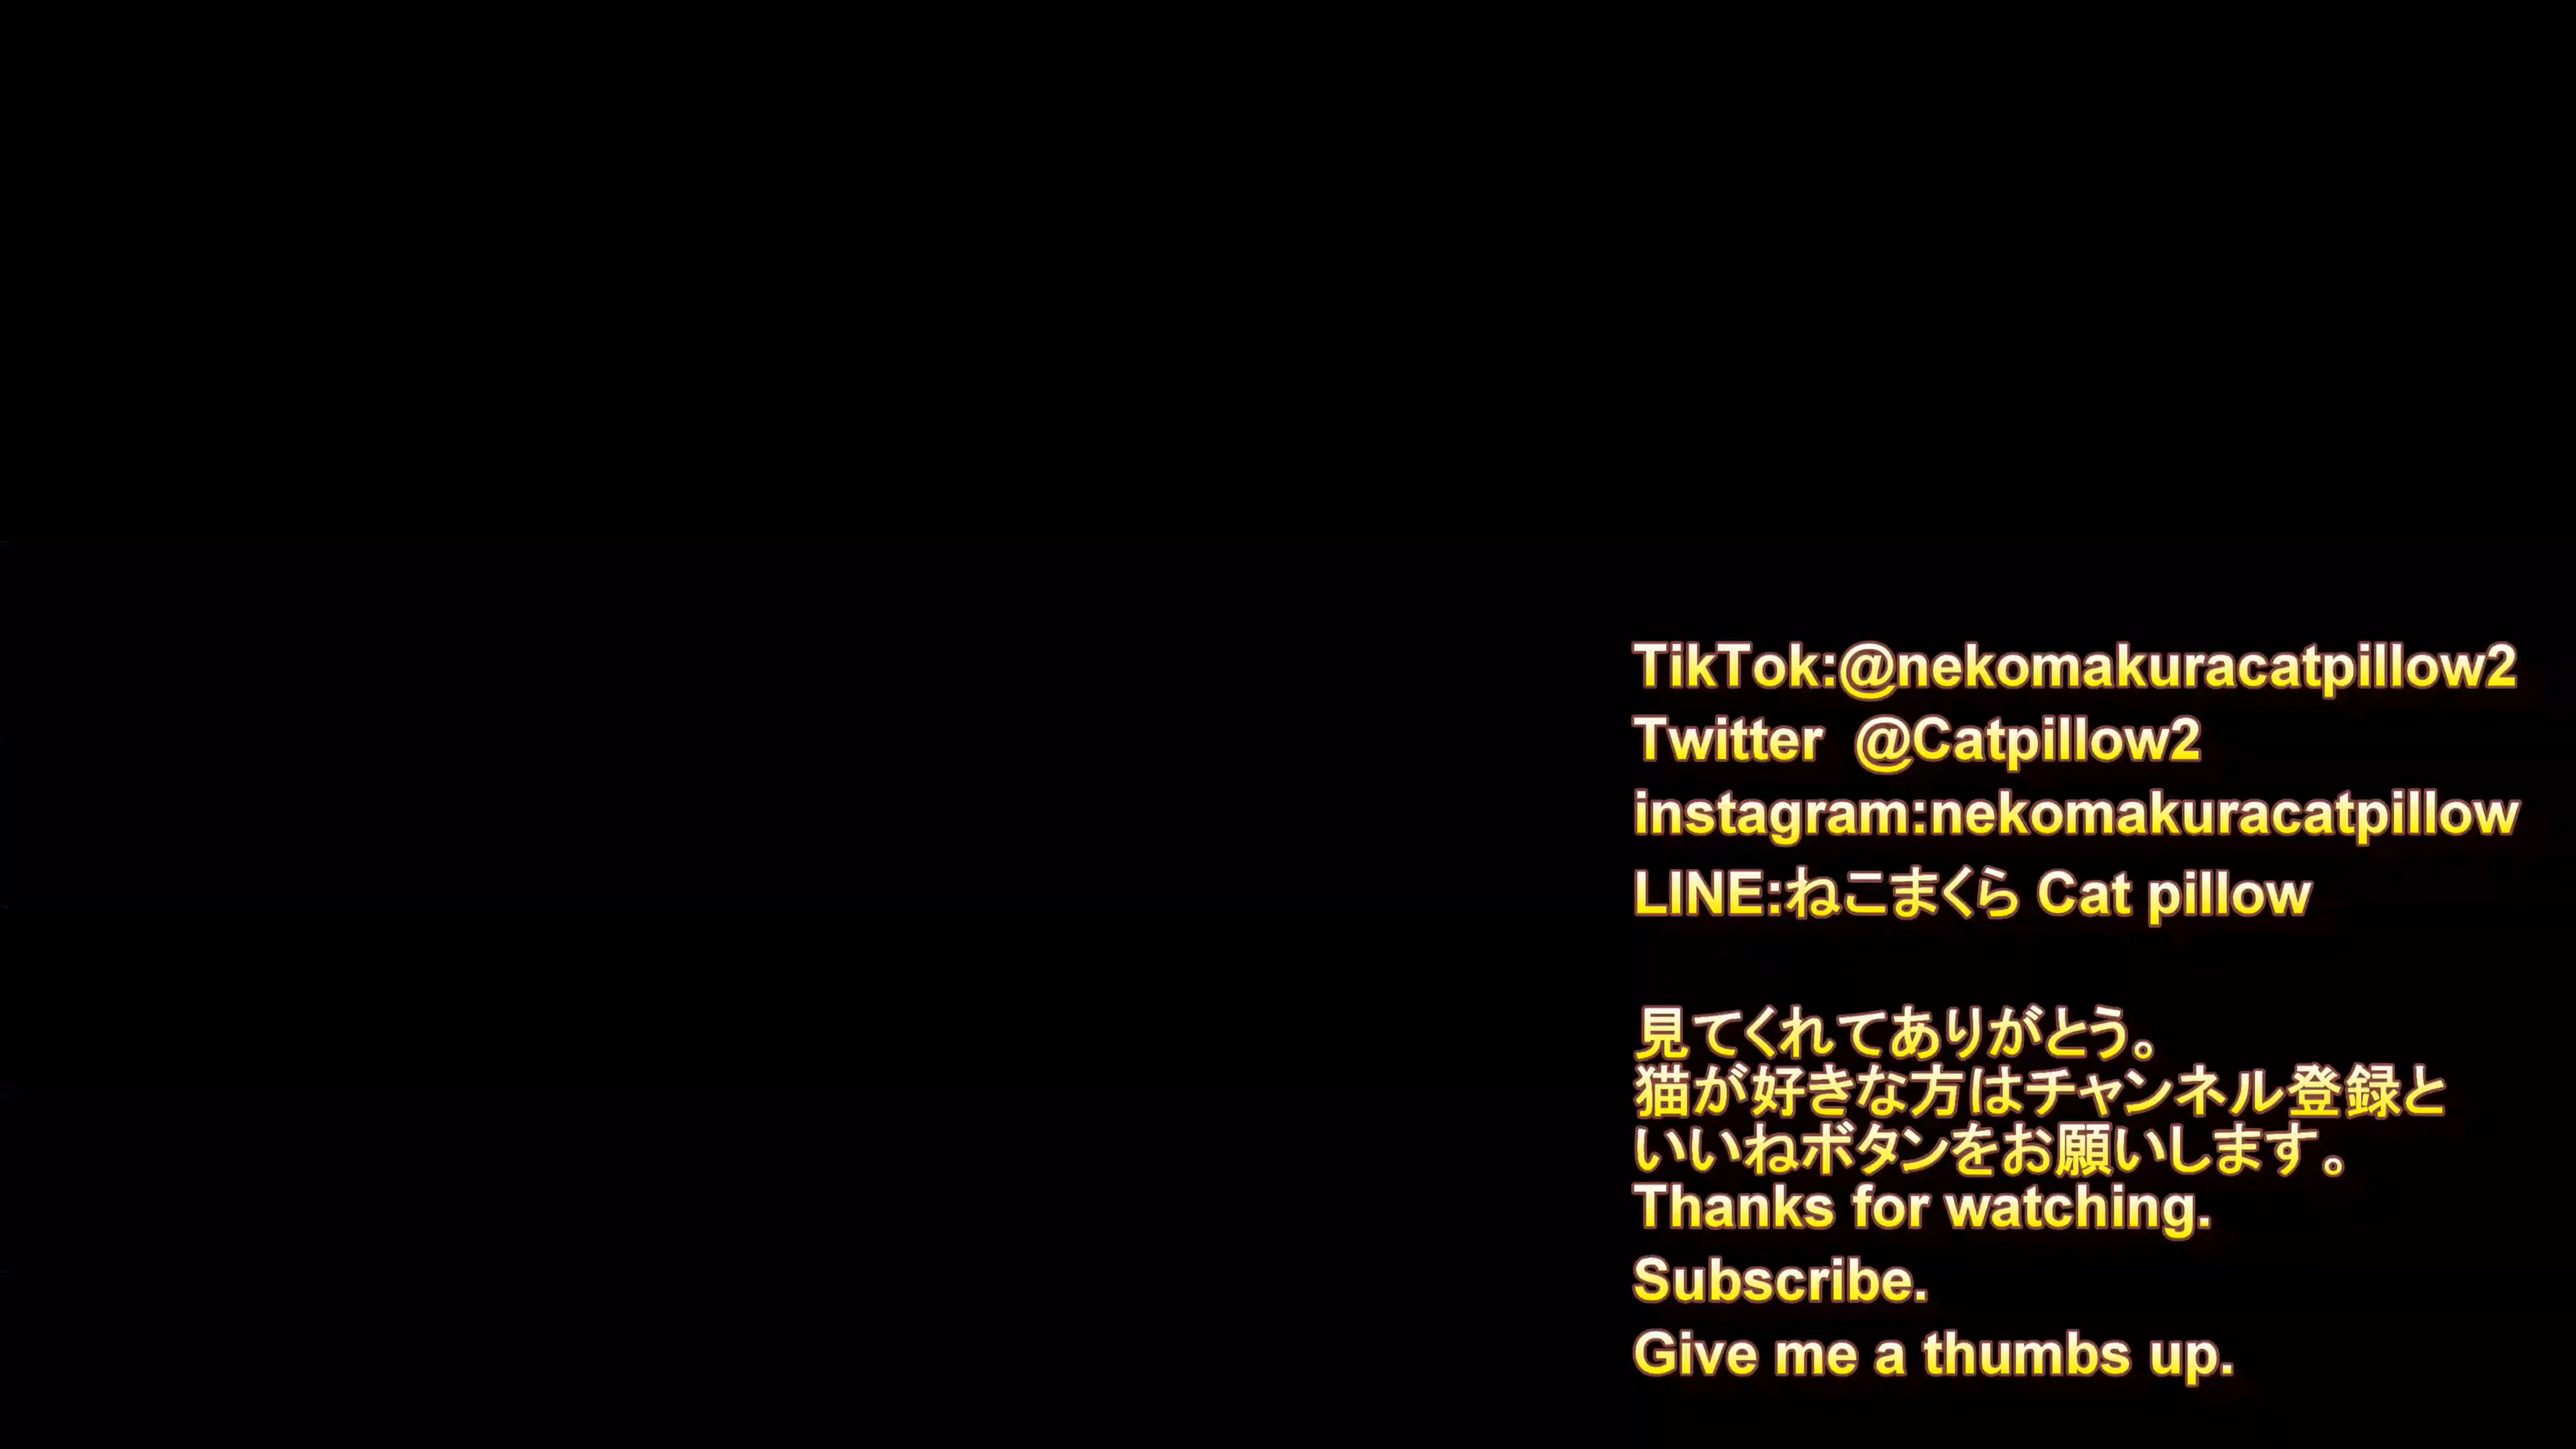 TikTok:@nekomakuracatpillow2
Twitter @Catpillow2
instagram:nekomakuracatpillow
LINE:ねこまくら Cat pillow
見てくれてありがとう。
猫が好きな方はチャンネル登録と
いいねボタンをお願いします。
Thanks for watching.
Subscribe.
Give me a thumbs up.